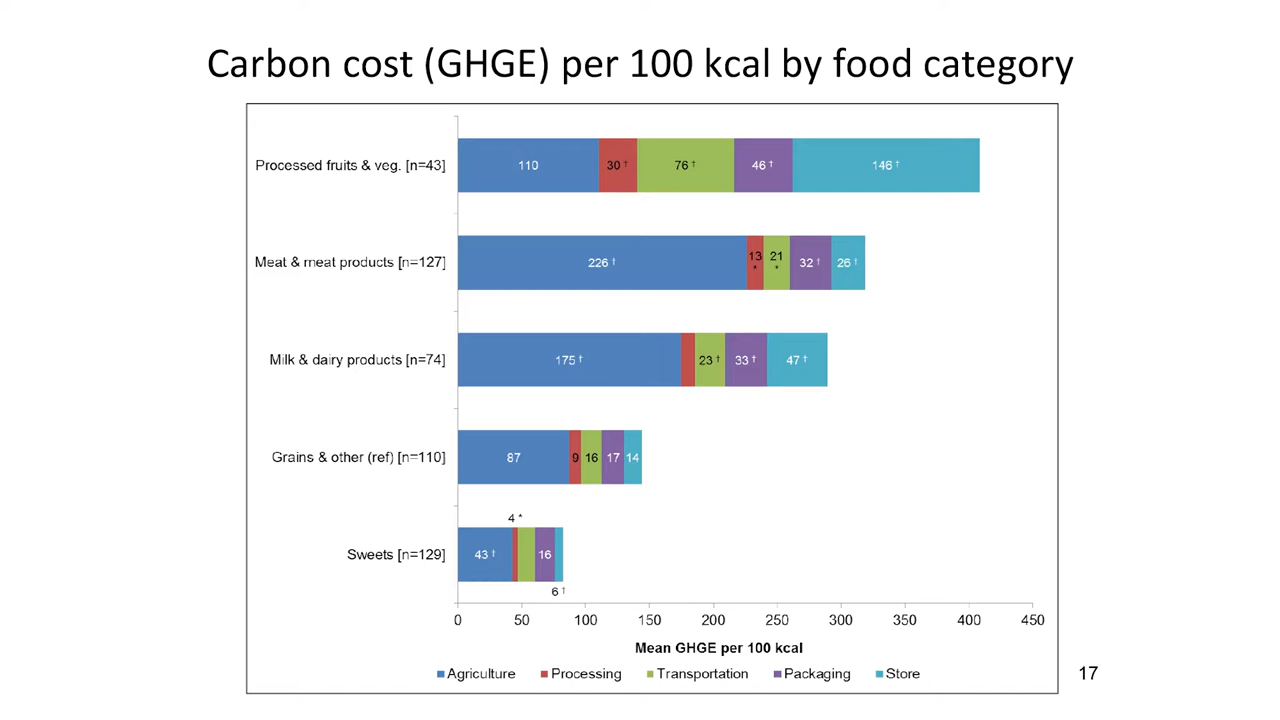 Carbon cost (GHGE) per 100 kcal by food category
Processed fruits & veg. [n=43] 110 30 † 76 † 46 † 146 †
Meat & meat products [n=127] 226 † 13 * 21 * 32 † 26 †
Milk & dairy products [n=74] 175 † 23 † 33 † 47 †
Grains & other (ref) [n=110] 87 9 16 17 14
4 *
Sweets [n=129] 43 † 16
6 †
0 50 100 150 200 250 300 350 400 450
Mean GHGE per 100 kcal
Agriculture Processing Transportation Packaging Store
17